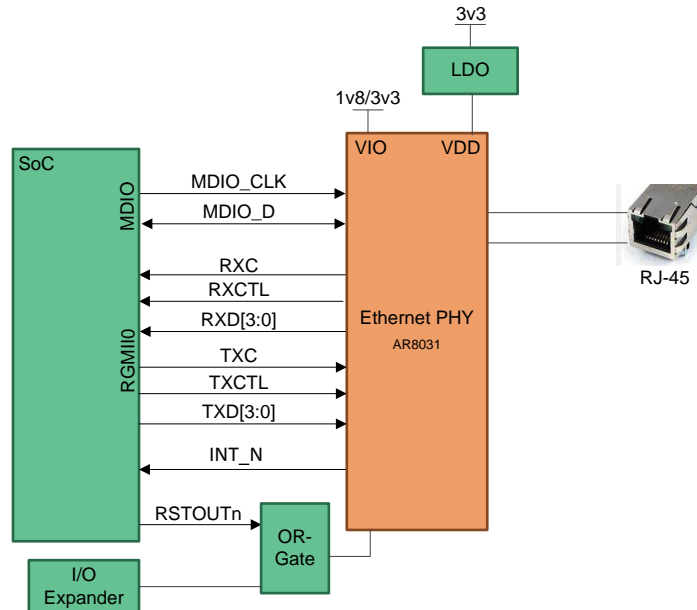 3v3
LDO
1v8/3v3
SoC
VIO
VDD
MDIO
MDIO_CLK
MDIO_D
RJ-45
RXC
RXCTL
RXD[3:0]
Ethernet PHY
AR8031
RGMII0
TXC
TXCTL
TXD[3:0]
INT_N
RSTOUTn
OR-
Gate
I/O
Expander